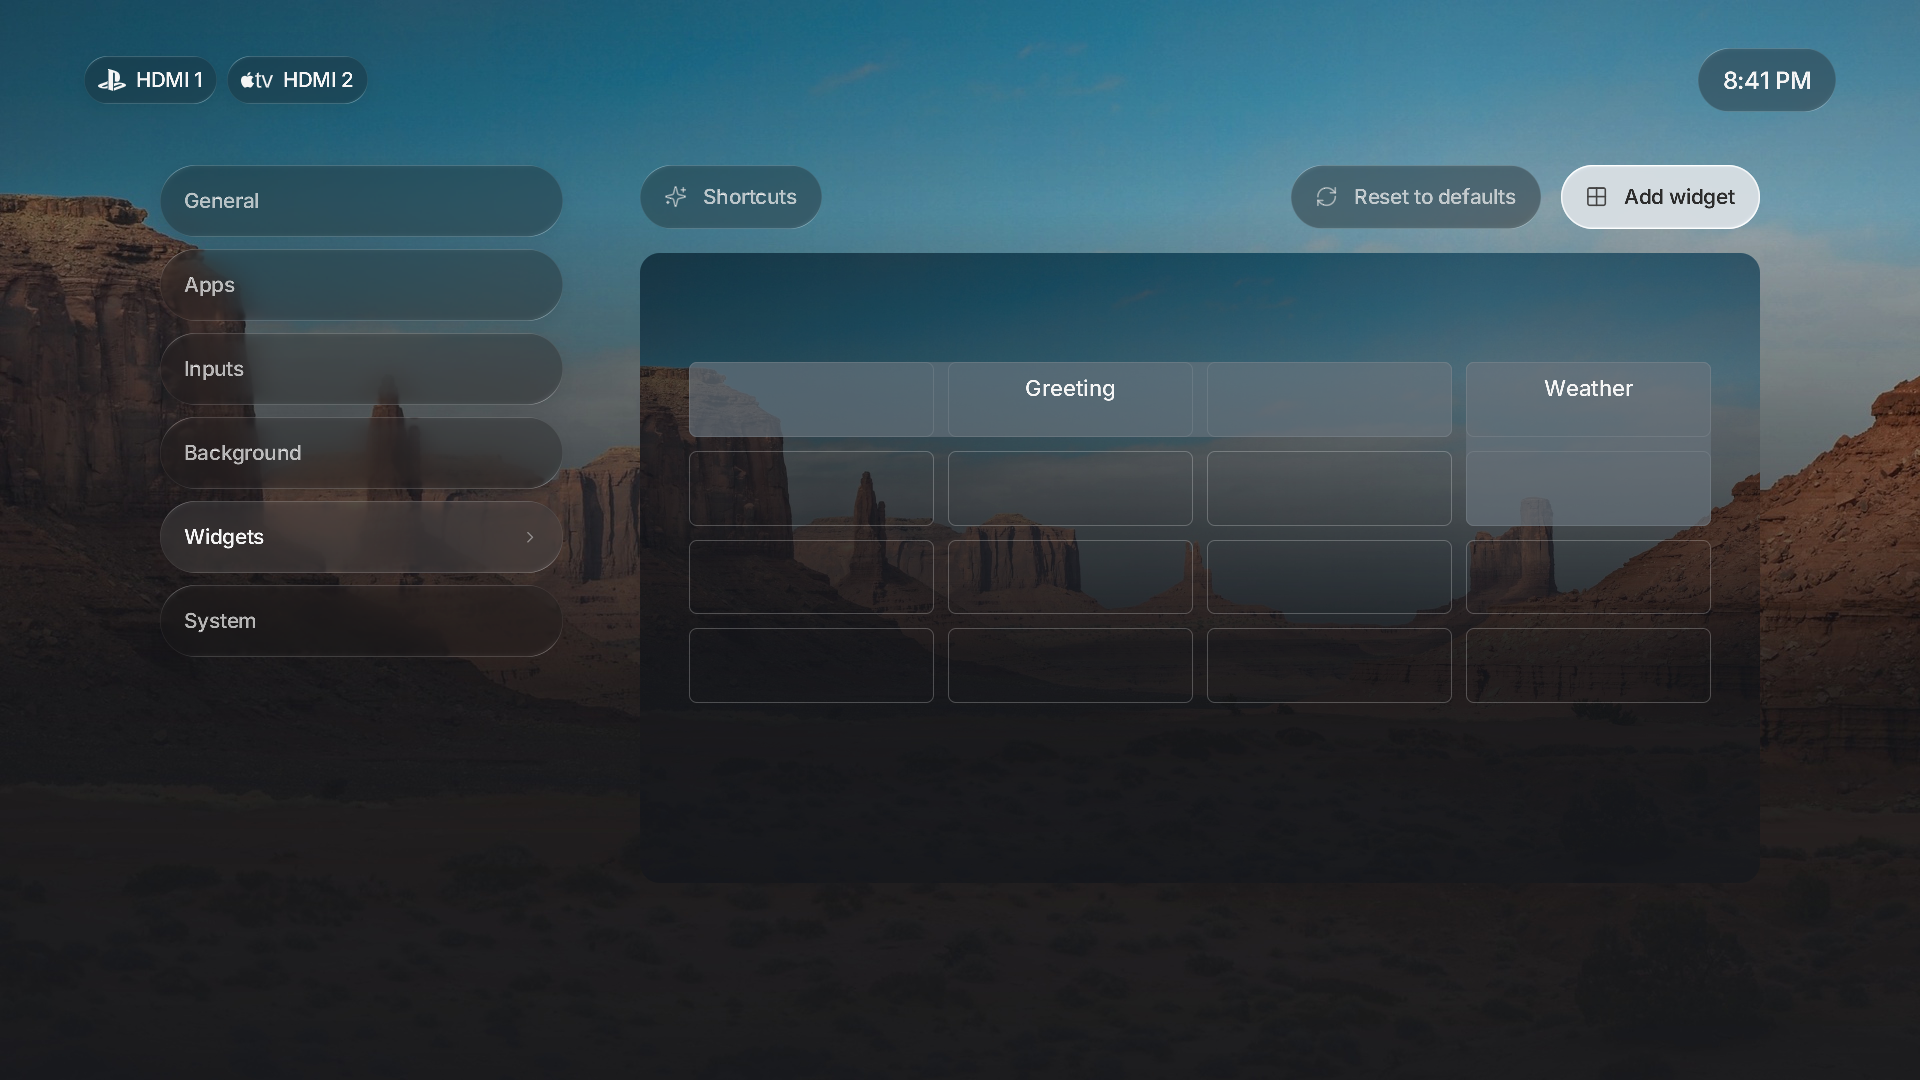 HDMI 1
tv HDMI 2
8:41 PM
General
Apps
Inputs
Background
Widgets
System
Shortcuts
Reset to defaults
Add widget
Greeting
Weather